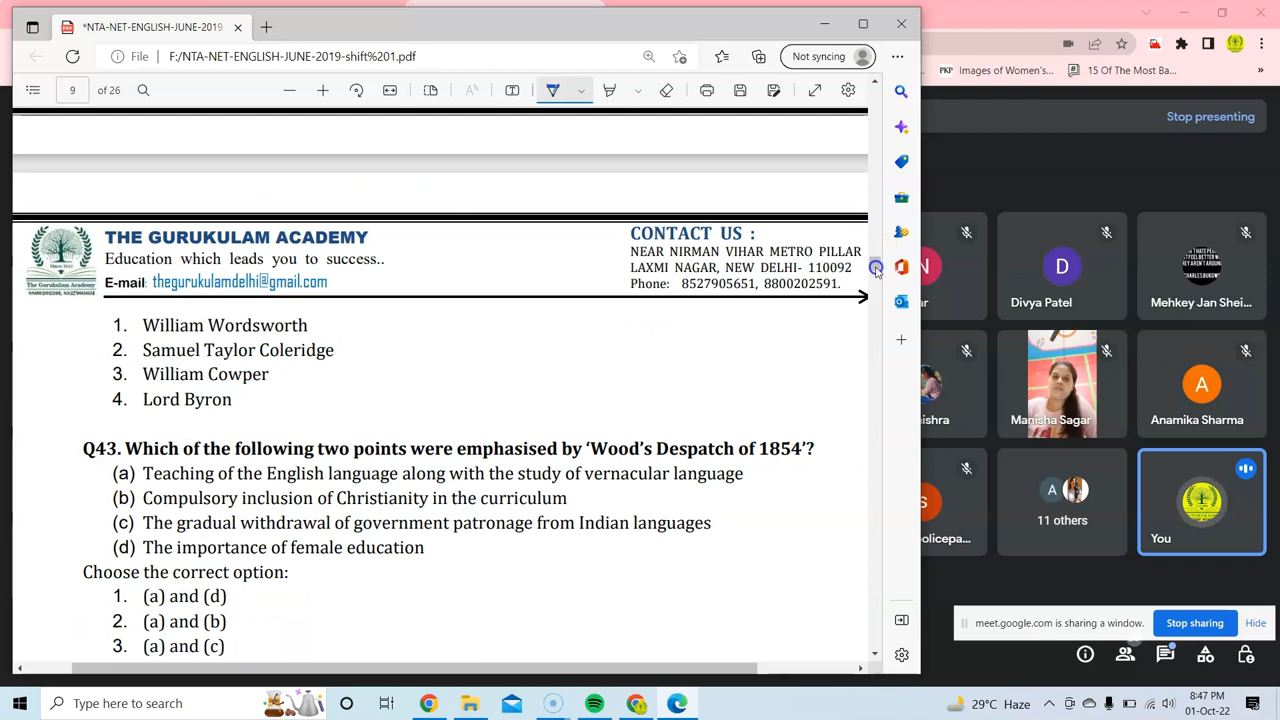 *NTA-NET-ENGLISH-JUNE-2019
File
F:/NTA-NET-ENGLISH-JUNE-2019-shift%201.pdf
Not syncing
9
of 26
PKP
Images of Women's...
B
15 Of The Most Ba...
Stop presenting
THE GURUKULAM ACADEMY
Education which leads you to success..
E-mail: thegurukulamdelhi@gmail.com
CONTACT US :
NEAR NIRMAN VIHAR METRO PILLAR
LAXMI NAGAR, NEW DELHI- 110092
Phone: 8527905651, 8800202591.
1. William Wordsworth
2. Samuel Taylor Coleridge
3. William Cowper
4. Lord Byron
Q43. Which of the following two points were emphasised by ‘Wood’s Despatch of 1854’?
(a) Teaching of the English language along with the study of vernacular language
(b) Compulsory inclusion of Christianity in the curriculum
(c) The gradual withdrawal of government patronage from Indian languages
(d) The importance of female education
Choose the correct option:
1. (a) and (d)
2. (a) and (b)
3. (a) and (c)
N
ar
D
Divya Patel
Mehkey Jan Shei...
ishra
Manisha Sagar
A
Anamika Sharma
S
olicepa...
A
11 others
You
meet.google.com is sharing a window.
Stop sharing
Hide
Type here to search
29°C Haze
8:47 PM
01-Oct-22